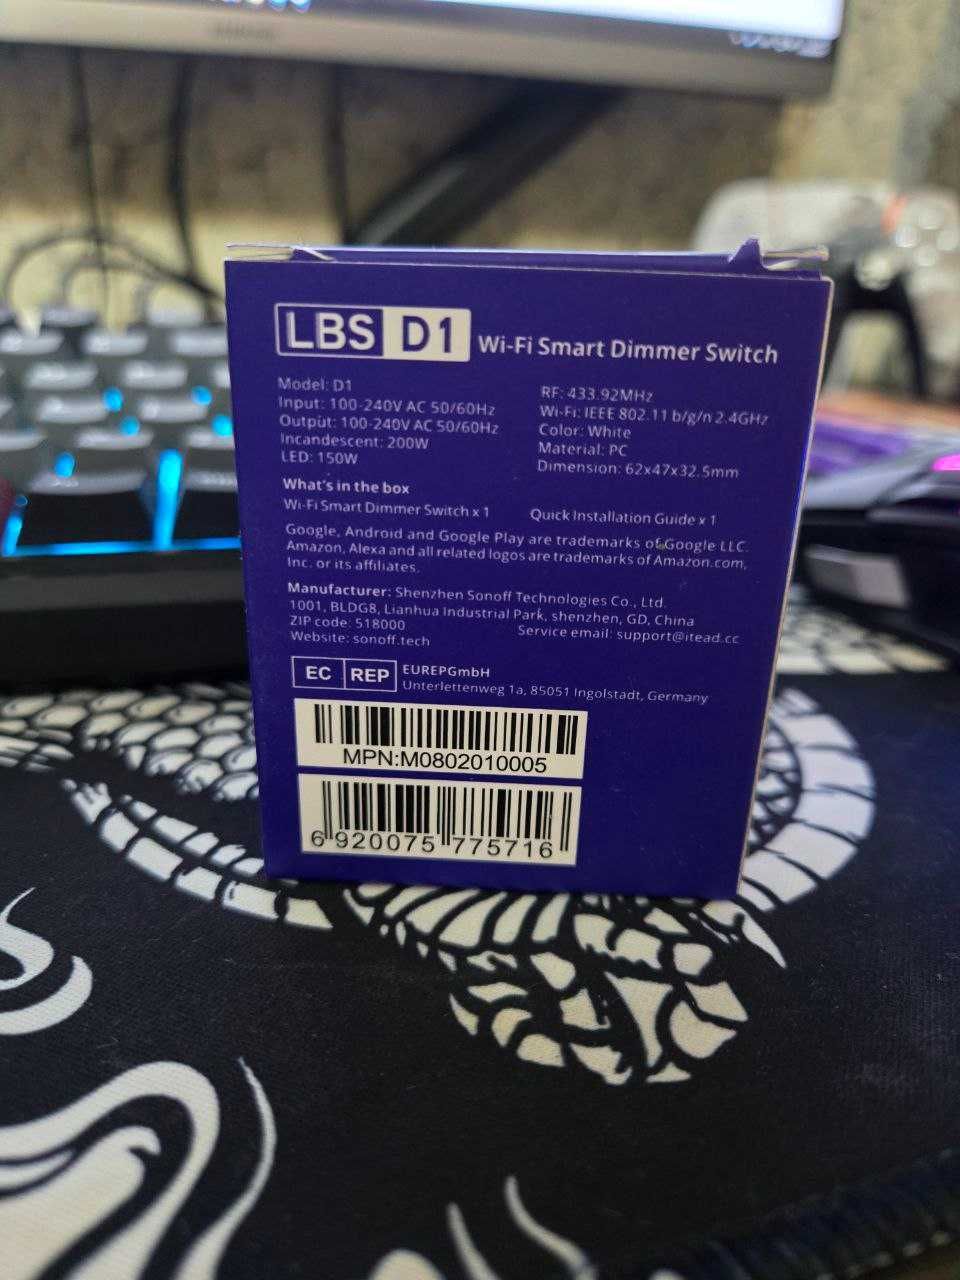 LBS D1 Wi-Fi Smart Dimmer Switch
Model: D1
Input: 100-240V AC 50/60Hz
Output: 100-240V AC 50/60Hz
Incandescent: 200W
LED: 150W
RF: 433.92MHz
Wi-Fi: IEEE 802.11 b/g/n 2.4GHz
Color: White
Material: PC
Dimension: 62x47x32.5mm
What's in the box
Wi-Fi Smart Dimmer Switch x 1
Quick Installation Guide x 1
Google, Android and Google Play are trademarks of Google LLC.
Amazon, Alexa and all related logos are trademarks of Amazon.com,
Inc. or its affiliates.
Manufacturer: Shenzhen Sonoff Technologies Co., Ltd.
1001, BLDG8, Lianhua Industrial Park, shenzhen, GD, China
ZIP code: 518000
Service email: support@itead.cc
Website: sonoff.tech
EC REP
EUREPGmbH
Unterlettenweg 1a, 85051 Ingolstadt, Germany
MPN:M0802010005
6 920075 775716